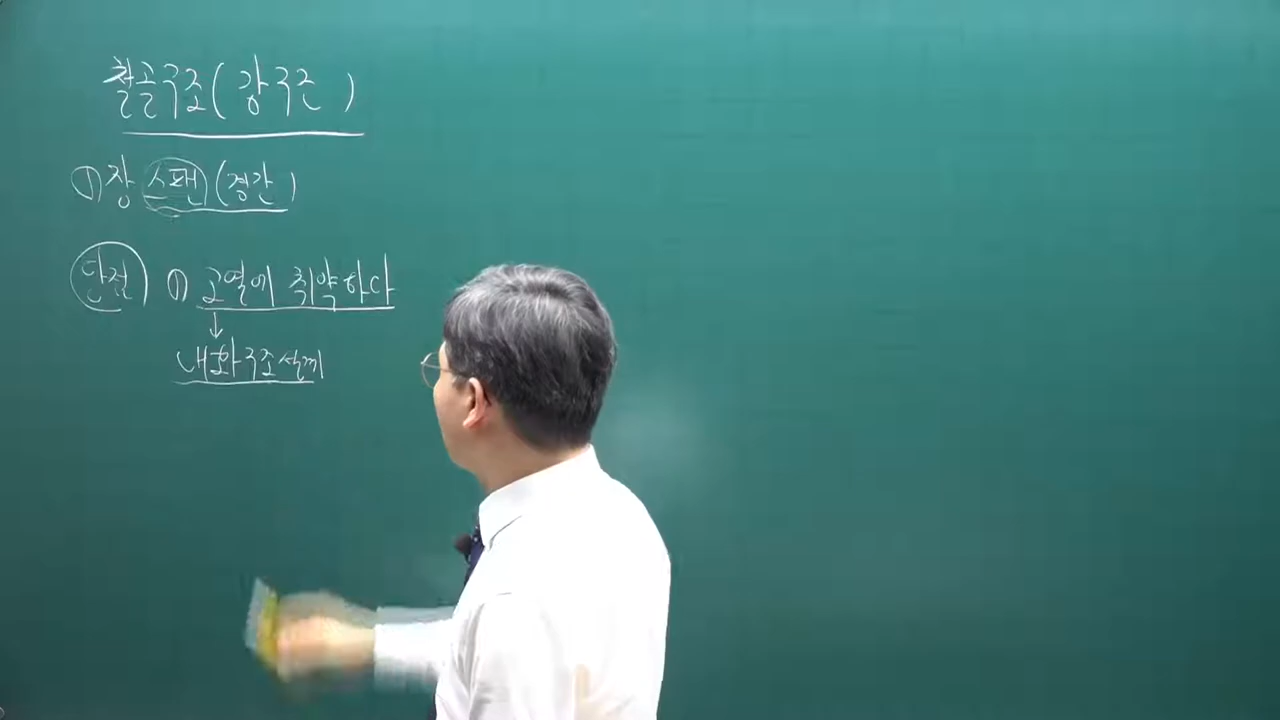 철골구조(강구조)
① 장스팬(경간)
단점 ① 고열에 취약하다
↓
내화구조설계